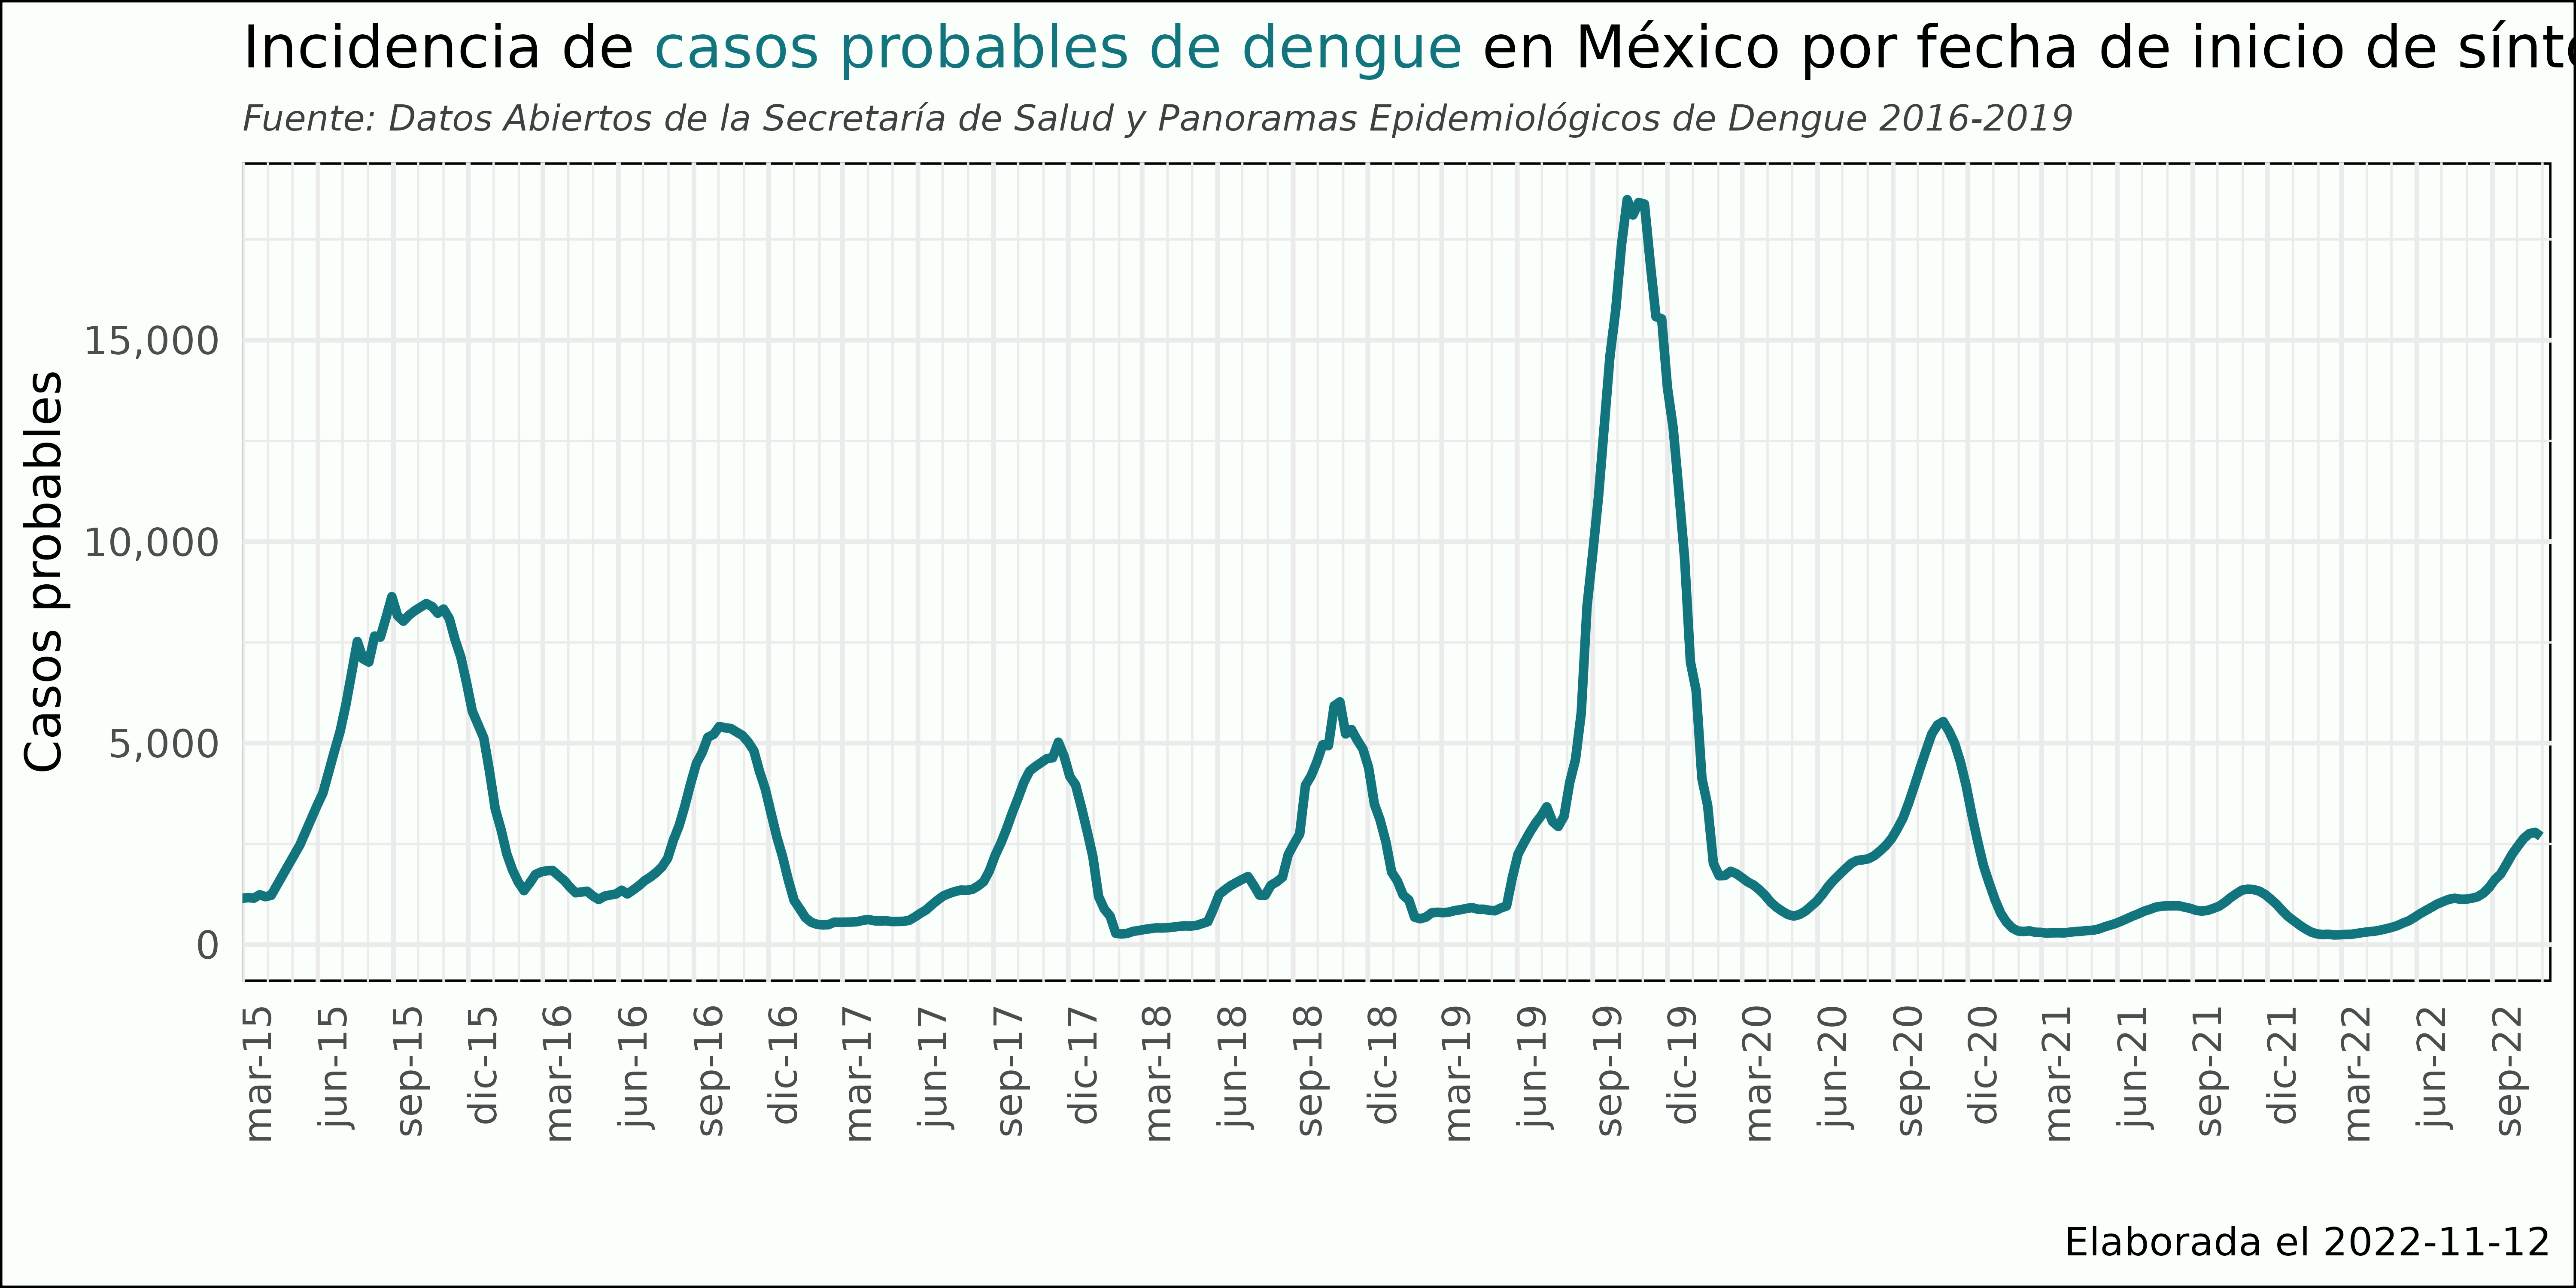 Incidencia de casos probables de dengue en México por fecha de inicio de
Fuente: Datos Abiertos de la Secretaría de Salud y Panoramas Epidemiológicos de Dengue 2016-2019
Casos probables
15,000
10,000
5,000
0
mar-15
jun-15
sep-15
dic-15
mar-16
jun-16
sep-16
dic-16
mar-17
jun-17
sep-17
dic-17
mar-18
jun-18
sep-18
dic-18
mar-19
jun-19
sep-19
dic-19
mar-20
jun-20
sep-20
dic-20
mar-21
jun-21
sep-21
dic-21
mar-22
jun-22
sep-22
Elaborada el 2022-11-12